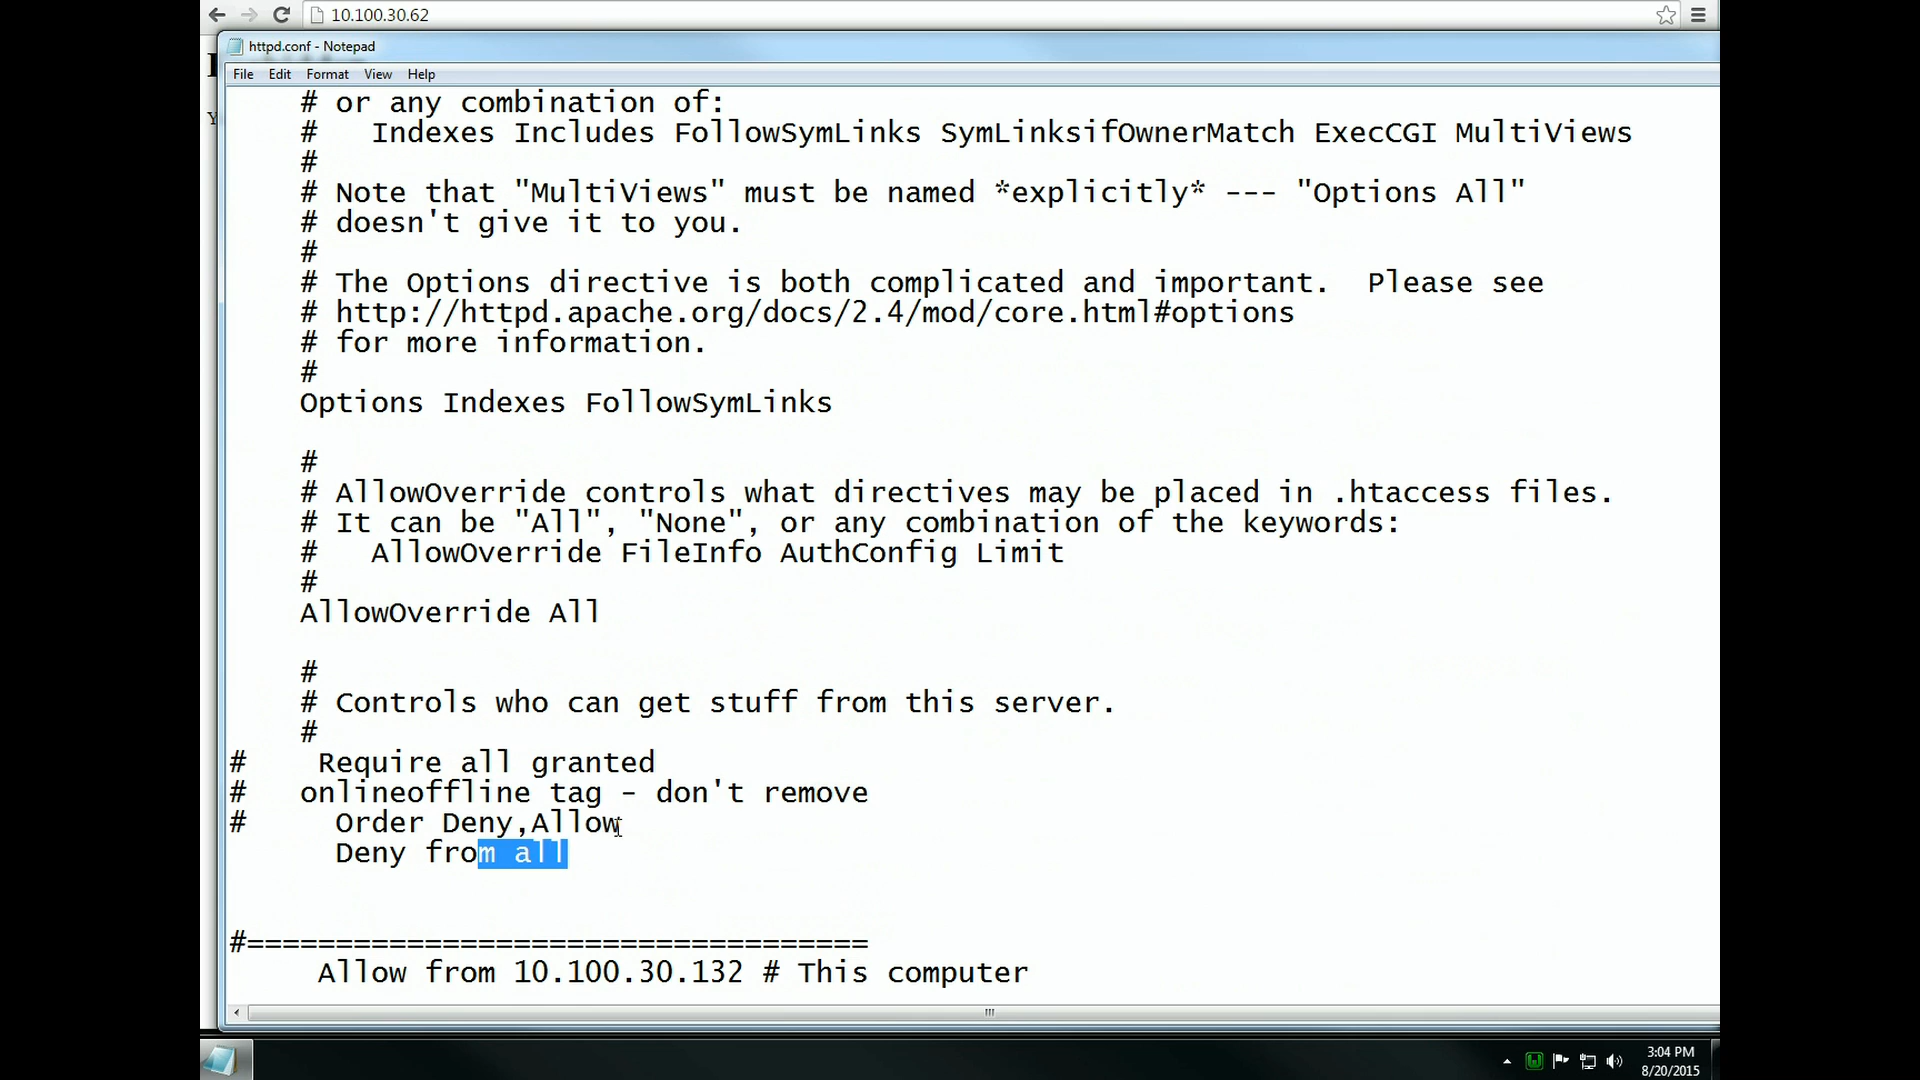 10.100.30.62
httpd.conf - Notepad
File Edit Format View Help
# or any combination of:
#   Indexes Includes FollowSymLinks SymLinksifOwnerMatch ExecCGI MultiViews
#
# Note that "MultiViews" must be named *explicitly* --- "Options All"
# doesn't give it to you.
#
# The Options directive is both complicated and important.  Please see
# http://httpd.apache.org/docs/2.4/mod/core.html#options
# for more information.
#
Options Indexes FollowSymLinks
#
# AllowOverride controls what directives may be placed in .htaccess files.
# It can be "All", "None", or any combination of the keywords:
#   AllowOverride FileInfo AuthConfig Limit
#
AllowOverride All
#
# Controls who can get stuff from this server.
#
#    Require all granted
#   onlineoffline tag - don't remove
#     Order Deny,Allow
Deny from all
#===================================
Allow from 10.100.30.132 # This computer
3:04 PM
8/20/2015